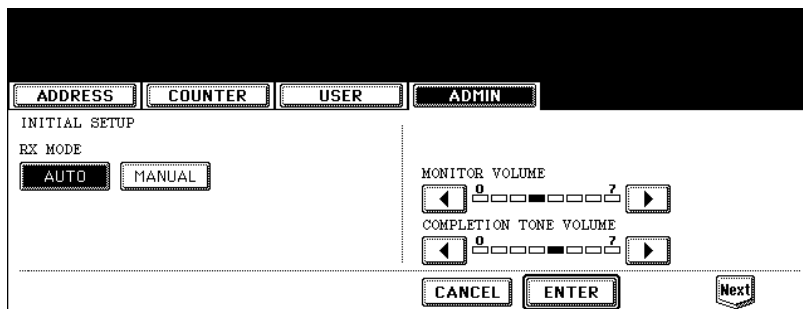 ADDRESS COUNTER USER ADMIN
INITIAL SETUP
RX MODE
AUTO MANUAL
MONITOR VOLUME
0 7
COMPLETION TONE VOLUME
0 7
CANCEL ENTER Next